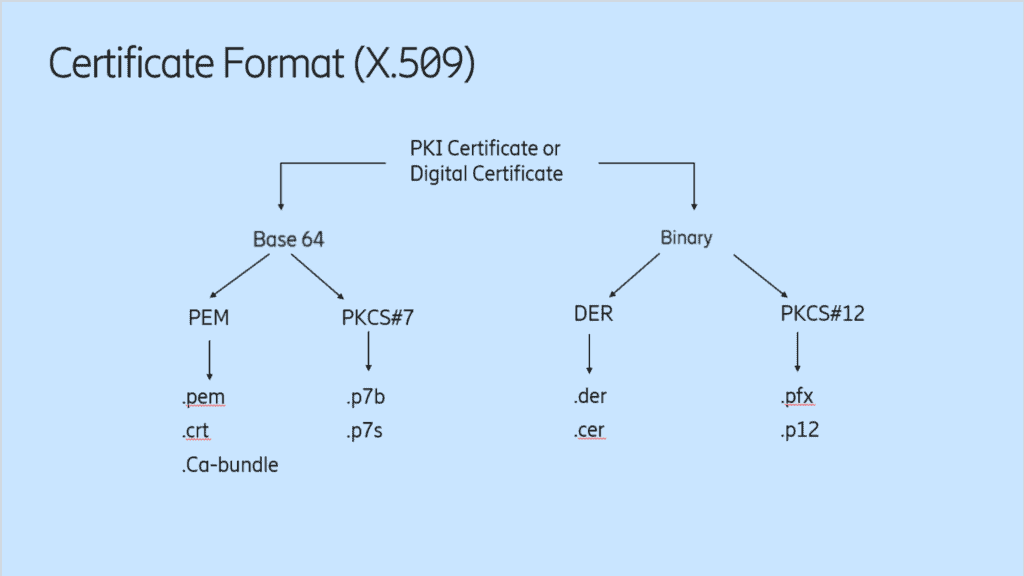 Certificate Format (X.509)
PKI Certificate or
Digital Certificate
Base 64
Binary
PEM
PKCS#7
DER
PKCS#12
.pem
.p7b
.der
.pfx
.crt
.p7s
.cer
.p12
.Ca-bundle